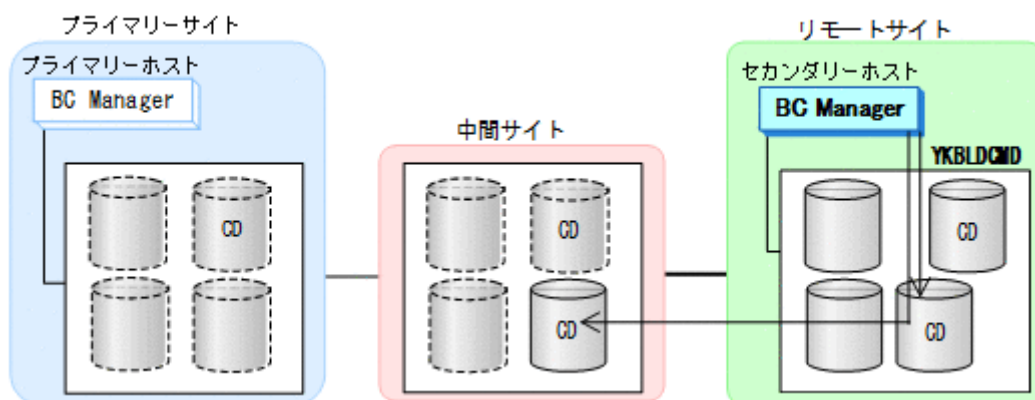 プライマリーサイト
プライマリーホスト
BC Manager
CD
中間サイト
CD
CD
リモートサイト
セカンダリーホスト
BC Manager
YKBLDCMD
CD
CD